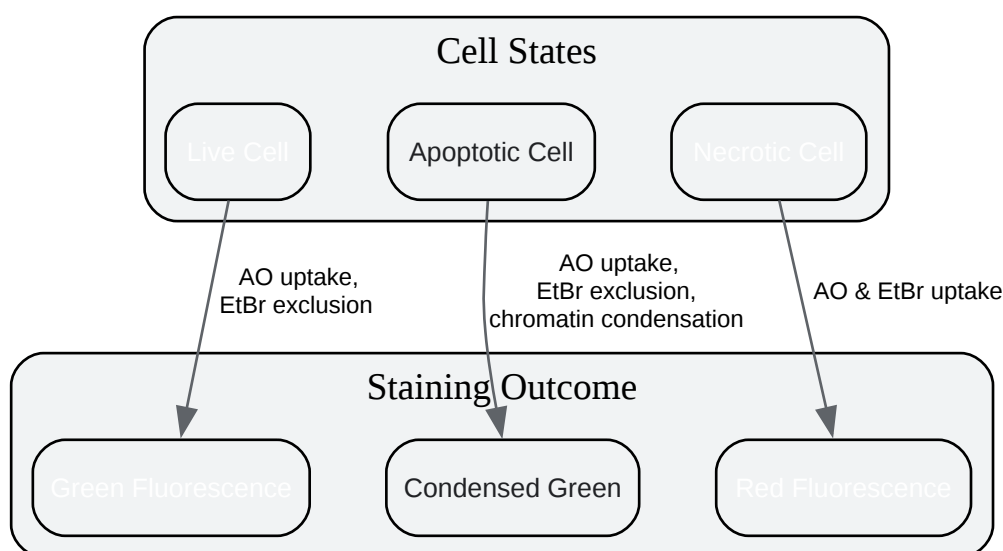 Cell States
Live Cell
Apoptotic Cell
Necrotic Cell
AO uptake,
EtBr exclusion
AO uptake,
EtBr exclusion,
chromatin condensation
AO & EtBr uptake
Staining Outcome
Green Fluorescence
Condensed Green
Red Fluorescence